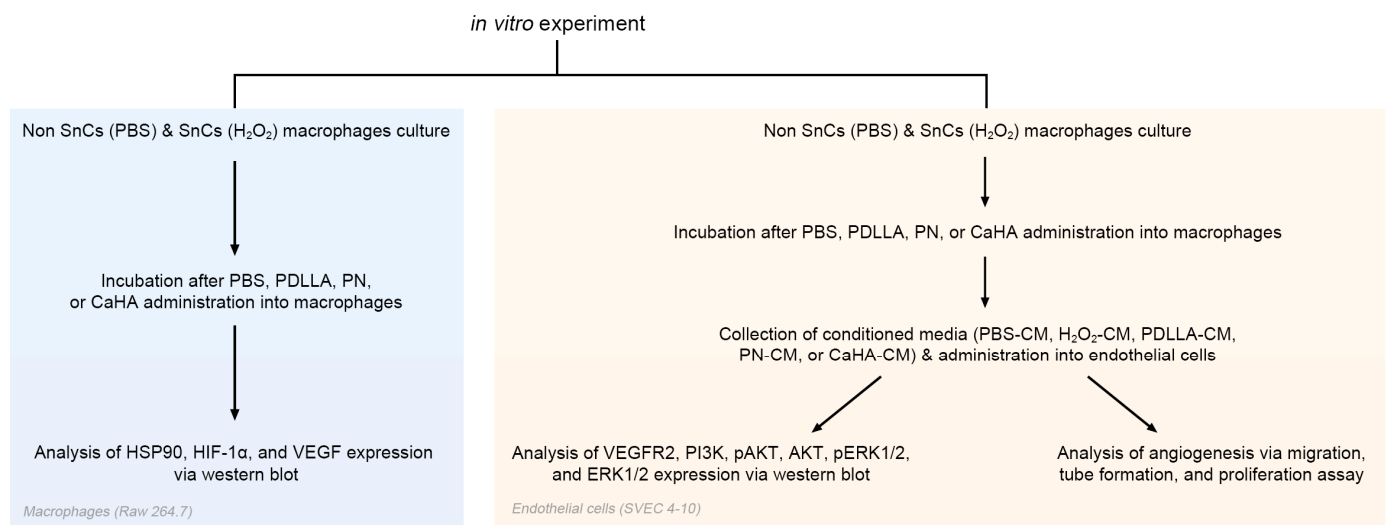 in vitro experiment
Non SnCs (PBS) & SnCs (H₂O₂) macrophages culture
Incubation after PBS, PDLLA, PN,
or CaHA administration into macrophages
Analysis of HSP90, HIF-1α, and VEGF expression
via western blot
Macrophages (Raw 264.7)
Non SnCs (PBS) & SnCs (H₂O₂) macrophages culture
Incubation after PBS, PDLLA, PN, or CaHA administration into macrophages
Collection of conditioned media (PBS-CM, H₂O₂-CM, PDLLA-CM,
PN-CM, or CaHA-CM) & administration into endothelial cells
Analysis of VEGFR2, PI3K, pAKT, AKT, pERK1/2,
and ERK1/2 expression via western blot
Analysis of angiogenesis via migration,
tube formation, and proliferation assay
Endothelial cells (SVEC 4-10)